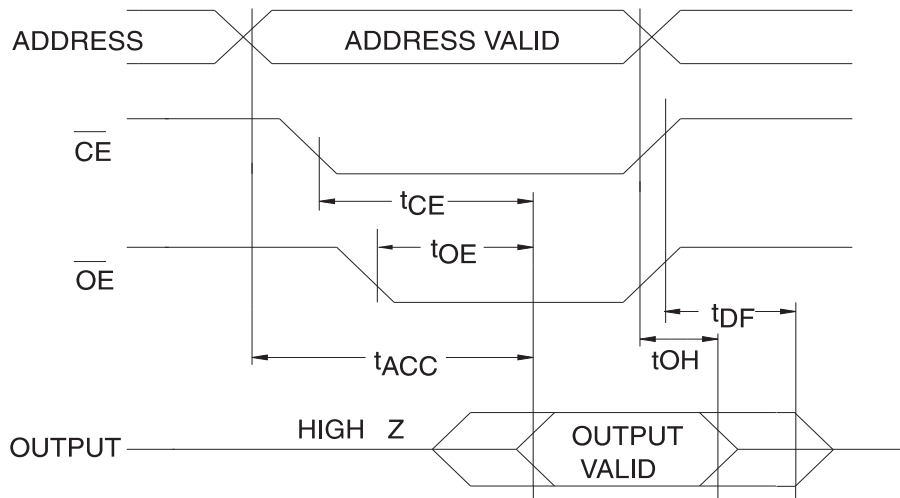 ADDRESS
ADDRESS VALID
CE
tCE
tOE
OE
tDF
tACC
tOH
HIGH Z
OUTPUT
OUTPUT
VALID